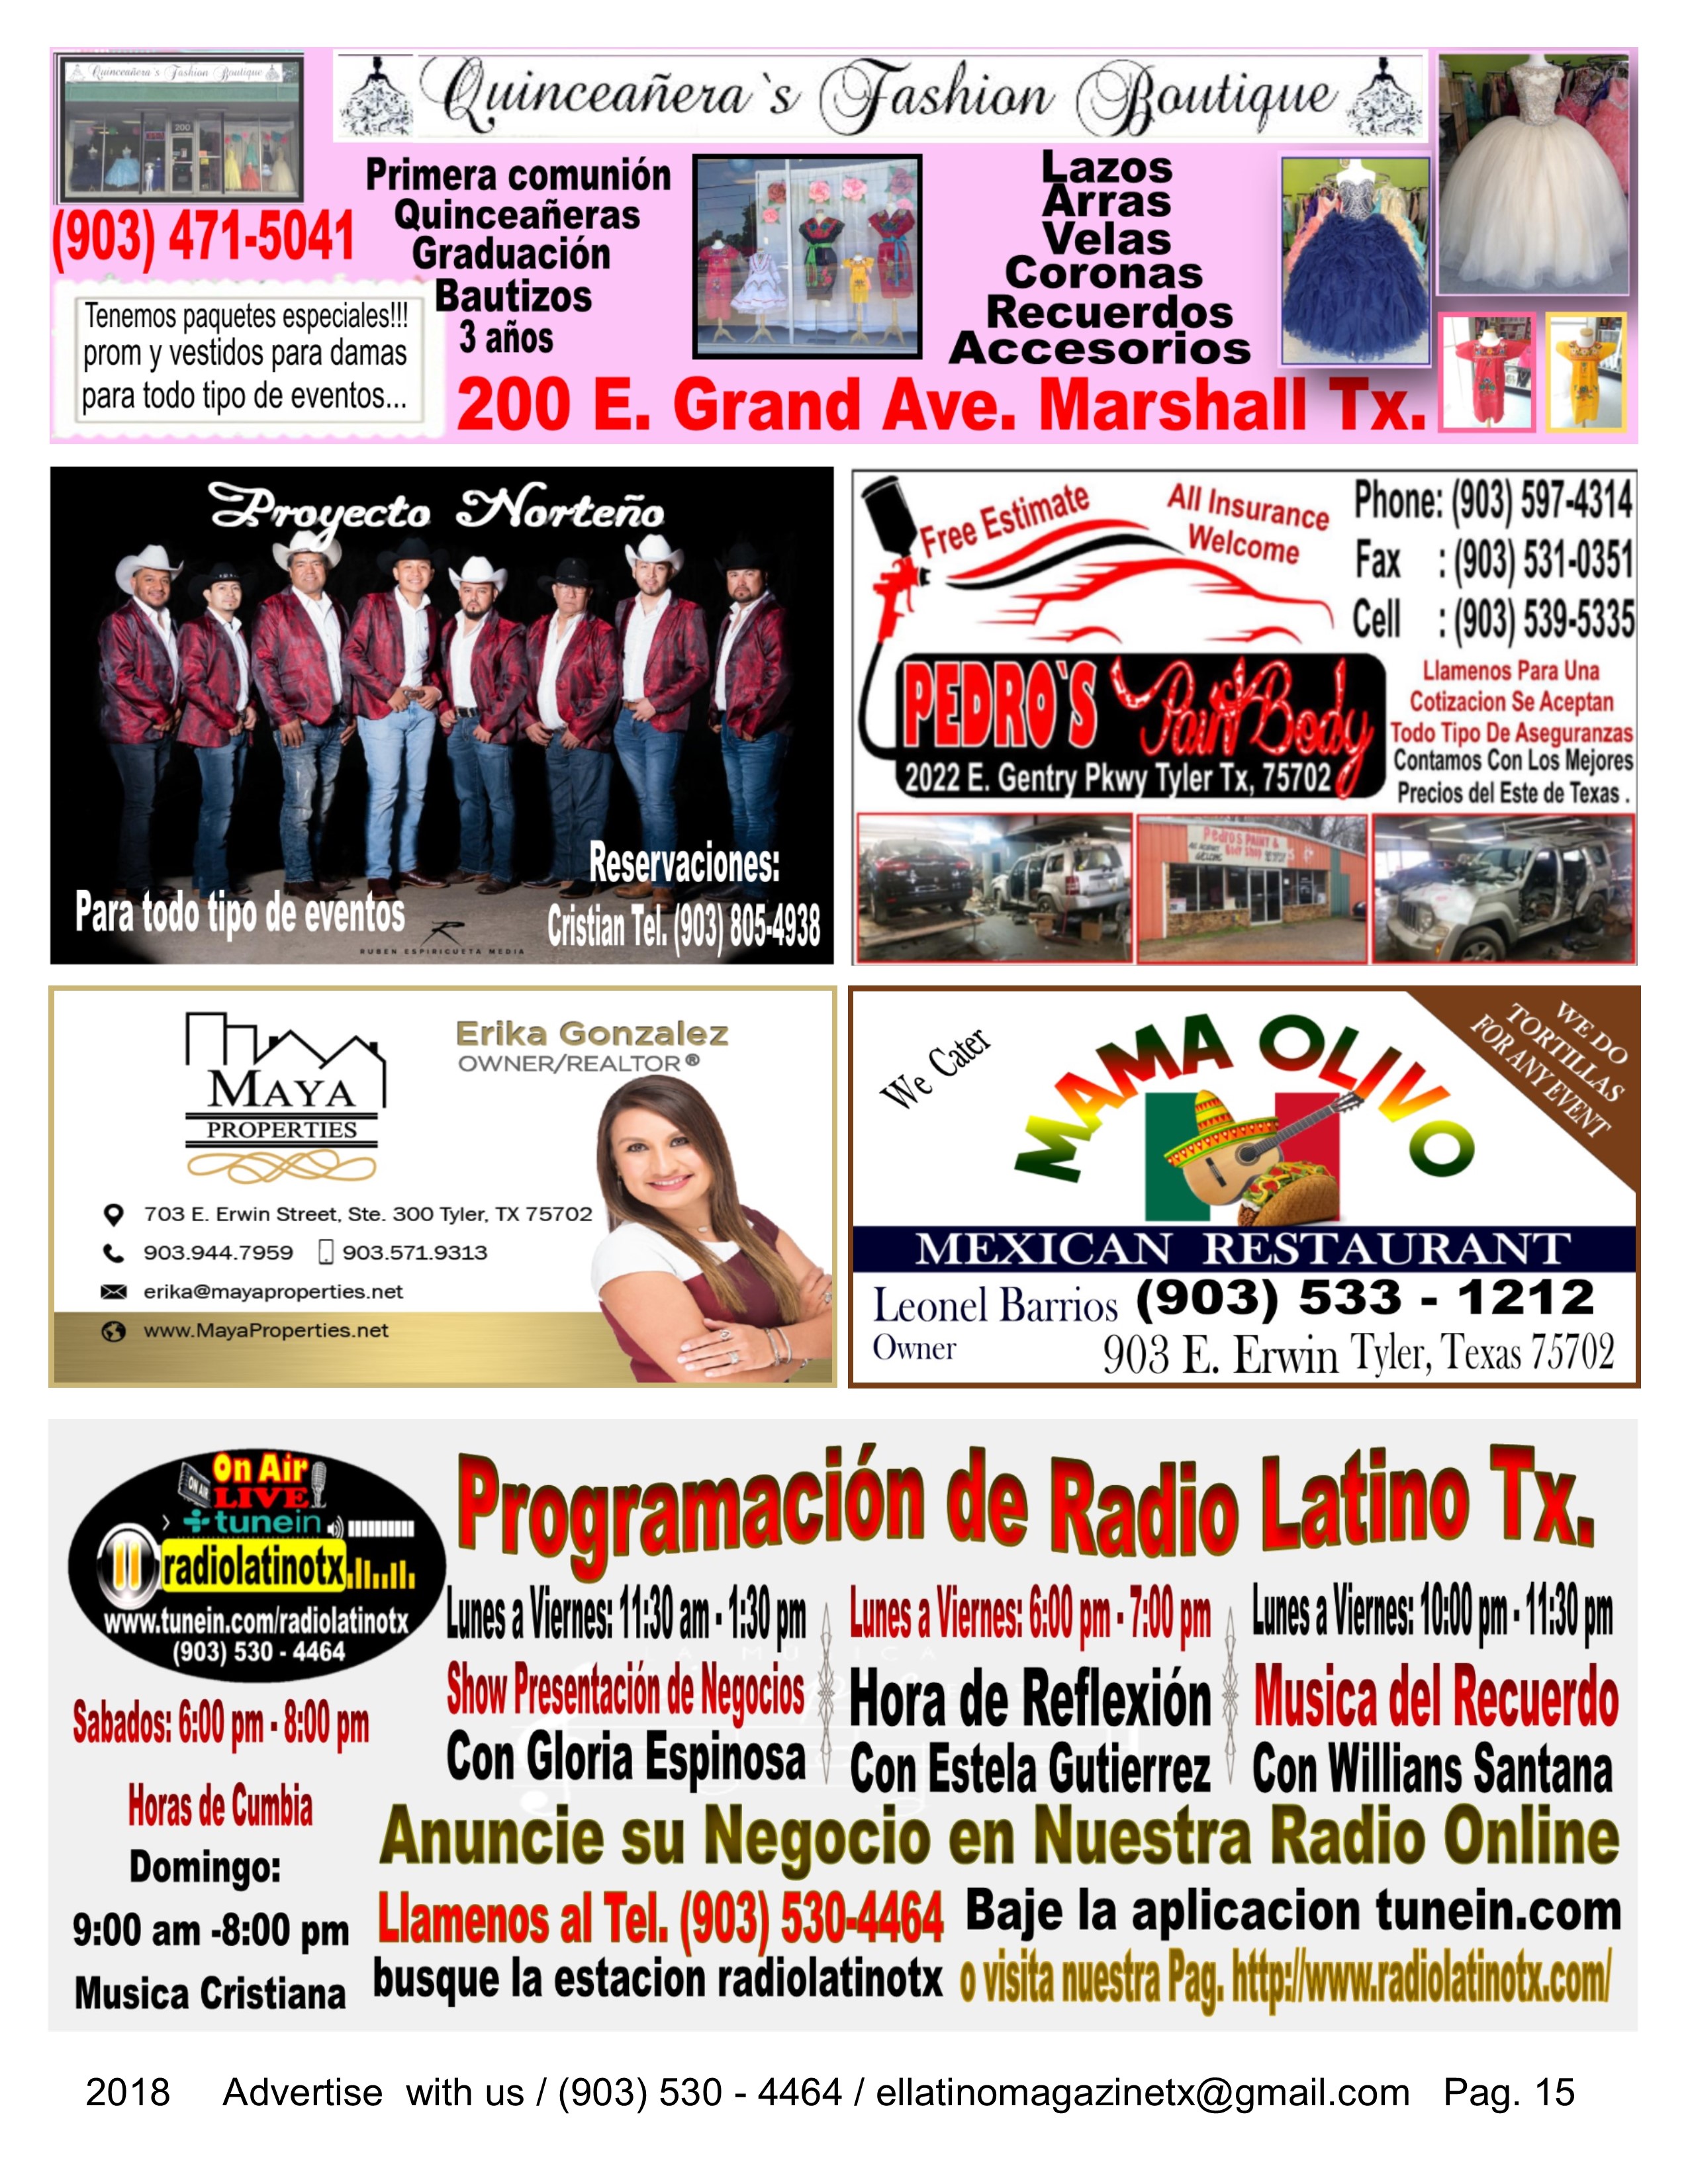 Quinceañera's Fashion Boutique
200
Quinceañera`s Fashion Boutique
(903) 471-5041
Tenemos paquetes especiales!!!
prom y vestidos para damas
para todo tipo de eventos...
Primera comunión
Quinceañeras
Graduación
Bautizos
3 años
Lazos
Arras
Velas
Coronas
Recuerdos
Accesorios
200 E. Grand Ave. Marshall Tx.
Proyecto Norteño
Para todo tipo de eventos
RUBEN ESPIRICUETA MEDIA
Reservaciones:
Cristian Tel. (903) 805-4938
Free Estimate
All Insurance
Welcome
Phone: (903) 597-4314
Fax : (903) 531-0351
Cell : (903) 539-5335
PEDRO`S Paint Body
2022 E. Gentry Pkwy Tyler Tx, 75702
Llamenos Para Una
Cotizacion Se Aceptan
Todo Tipo De Aseguranzas
Contamos Con Los Mejores
Precios del Este de Texas .
Pedro's PAINT &
Body Shop
MAYA
PROPERTIES
Erika Gonzalez
OWNER/REALTOR®
703 E. Erwin Street, Ste. 300 Tyler, TX 75702
903.944.7959 903.571.9313
erika@mayaproperties.net
www.MayaProperties.net
We Cater
MAMA OLIVO
WE DO
TORTILLAS
FOR ANY EVENT
MEXICAN RESTAURANT
Leonel Barrios (903) 533 - 1212
Owner
903 E. Erwin Tyler, Texas 75702
On Air
ON AIR
LIVE
tunein
radiolatinotx
www.tunein.com/radiolatinotx
(903) 530 - 4464
Programación de Radio Latino Tx.
Lunes a Viernes: 11:30 am - 1:30 pm
Show Presentación de Negocios
Con Gloria Espinosa
Lunes a Viernes: 6:00 pm - 7:00 pm
Hora de Reflexión
Con Estela Gutierrez
Lunes a Viernes: 10:00 pm - 11:30 pm
Musica del Recuerdo
Con Willians Santana
Sabados: 6:00 pm - 8:00 pm
Horas de Cumbia
Domingo:
9:00 am -8:00 pm
Musica Cristiana
Anuncie su Negocio en Nuestra Radio Online
Llamenos al Tel. (903) 530-4464 Baje la aplicacion tunein.com
busque la estacion radiolatinotx o visita nuestra Pag. http://www.radiolatinotx.com/
2018 Advertise with us / (903) 530 - 4464 / ellatinomagazinetx@gmail.com Pag. 15